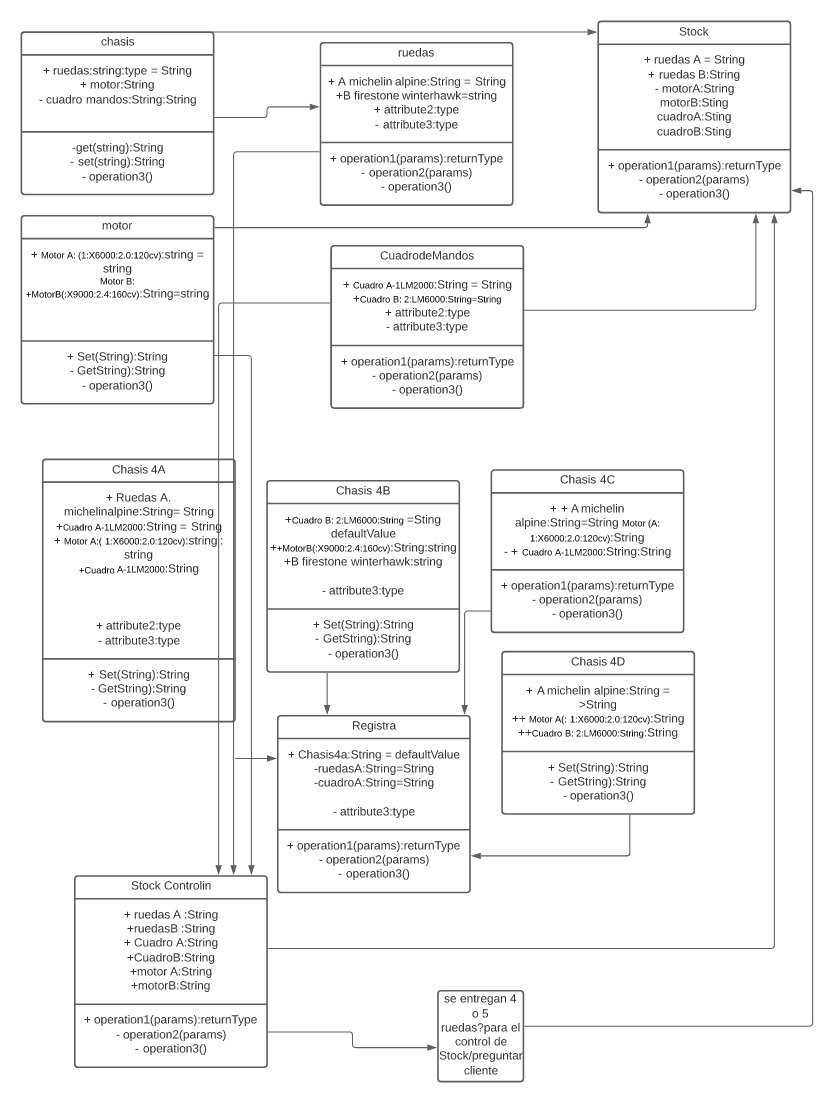 chasis
+ ruedas:string:type = String
+ motor:String
- cuadro mandos:String:String
-get(string):String
- set(string):String
- operation3()
ruedas
+ A michelin alpine:String = String
+B firestone winterhawk=string
+ attribute2:type
- attribute3:type
+ operation1(params):returnType
- operation2(params)
- operation3()
Stock
+ ruedas A = String
+ ruedas B:String
- motorA:String
motorB:Sting
cuadroA:Sting
cuadroB:Sting
+ operation1(params):returnType
- operation2(params)
- operation3()
motor
+ Motor A: (1:X6000:2.0:120cv):string =
string
Motor B:
+MotorB(:X9000:2.4:160cv):String=string
+ Set(String):String
- GetString):String
- operation3()
CuadrodeMandos
+ Cuadro A-1LM2000:String = String
+Cuadro B: 2:LM6000:String=String
+ attribute2:type
- attribute3:type
+ operation1(params):returnType
- operation2(params)
- operation3()
Chasis 4A
+ Ruedas A.
michelinalpine:String= String
+Cuadro A-1LM2000:String = String
+ Motor A:( 1:X6000:2.0:120cv):string :
string
+Cuadro A-1LM2000:String
+ attribute2:type
- attribute3:type
+ Set(String):String
- GetString):String
- operation3()
Chasis 4B
+Cuadro B: 2:LM6000:String =Sting
defaultValue
++MotorB(:X9000:2.4:160cv):String:string
+B firestone winterhawk:string
- attribute3:type
+ Set(String):String
- GetString):String
- operation3()
Chasis 4C
+ + A michelin
alpine:String=String Motor (A:
1:X6000:2.0:120cv):String
- + Cuadro A-1LM2000:String:String
+ operation1(params):returnType
- operation2(params)
- operation3()
Chasis 4D
+ A michelin alpine:String =
>String
++ Motor A(: 1:X6000:2.0:120cv):String
++Cuadro B: 2:LM6000:String:String
+ Set(String):String
- GetString):String
- operation3()
Registra
+ Chasis4a:String = defaultValue
-ruedasA:String=String
-cuadroA:String=String
- attribute3:type
+ operation1(params):returnType
- operation2(params)
- operation3()
Stock Controlin
+ ruedas A :String
+ruedasB :String
+ Cuadro A:String
+CuadroB:String
+motor A:String
+motorB:String
+ operation1(params):returnType
- operation2(params)
- operation3()
se entregan 4
o 5
ruedas?para el
control de
Stock/preguntar
cliente